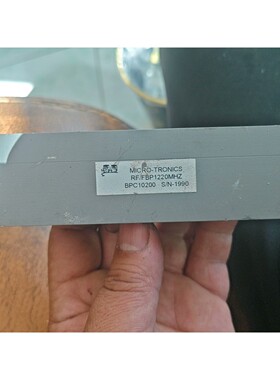 MICRO-TRONICS
RF/FBP1220MHZ
BPC10200 S/N-1990